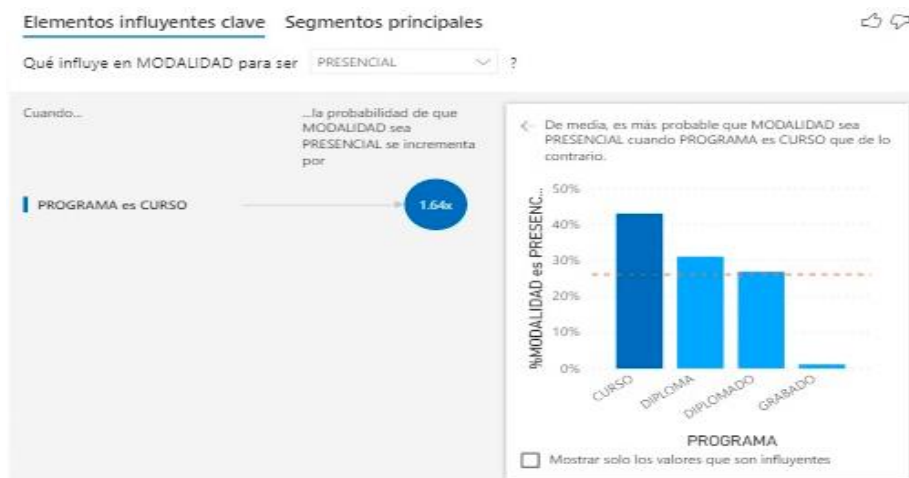 Elementos influyentes clave Segmentos principales
Qué influye en MODALIDAD para ser PRESENCIAL ?
Cuando...
...la probabilidad de que
MODALIDAD sea
PRESENCIAL se incrementa
por
PROGRAMA es CURSO
1.64x
De media, es más probable que MODALIDAD sea
PRESENCIAL cuando PROGRAMA es CURSO que de lo
contrario.
%MODALIDAD es PRESENC...
50%
40%
30%
20%
10%
0%
CURSO
DIPLOMA
DIPLOMADO
GRABADO
PROGRAMA
Mostrar solo los valores que son influyentes